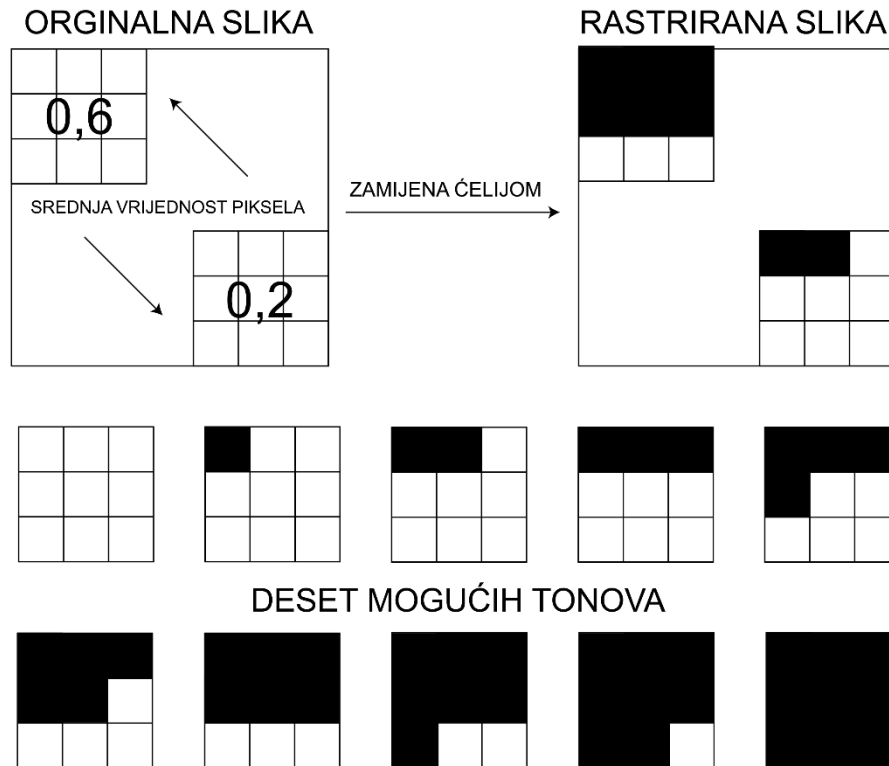 ORGINALNA SLIKA
RASTRIRANA SLIKA
0,6
SREDNJA VRIJEDNOST PIKSELA
ZAMIJENA ĆELIJOM
0,2
DESET MOGUĆIH TONOVA